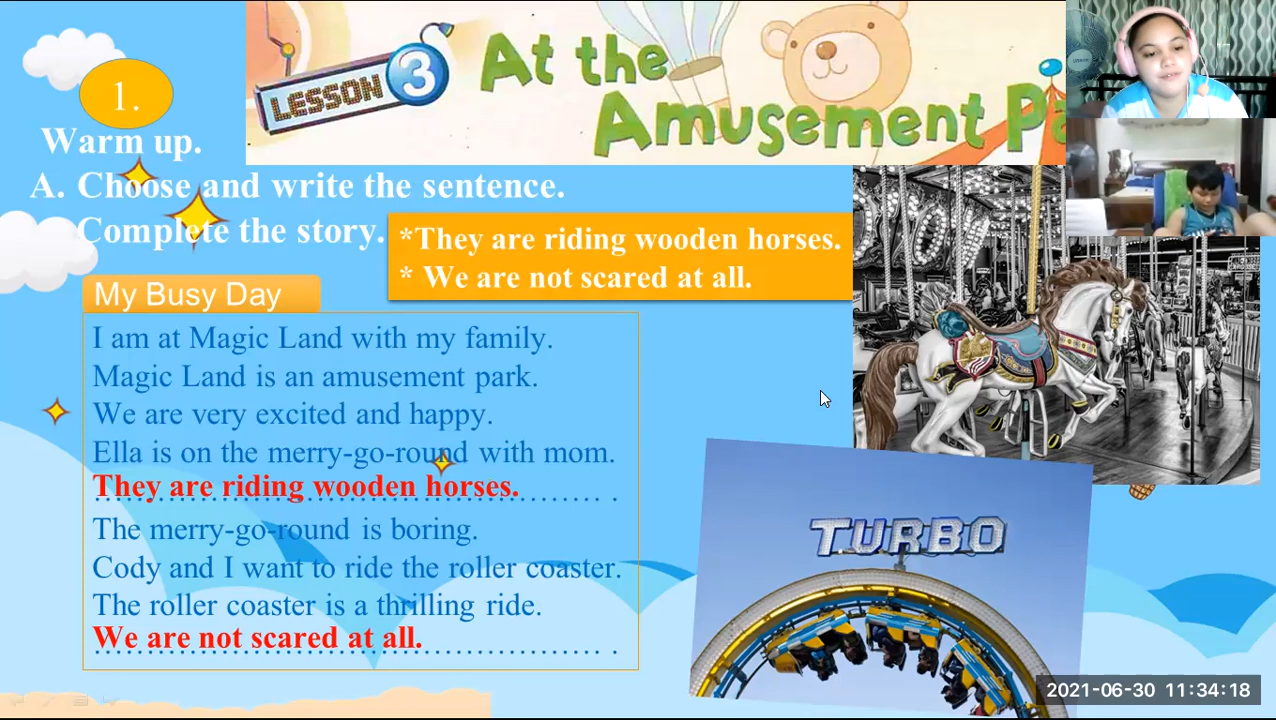 LESSON 3 At the
Amusement Pa
1.
Warm up.
A. Choose and write the sentence.
Complete the story.
*They are riding wooden horses.
* We are not scared at all.
My Busy Day
I am at Magic Land with my family.
Magic Land is an amusement park.
We are very excited and happy.
Ella is on the merry-go-round with mom.
They are riding wooden horses.
The merry-go-round is boring.
Cody and I want to ride the roller coaster.
The roller coaster is a thrilling ride.
We are not scared at all.
TURBO
2021-06-30 11:34:18